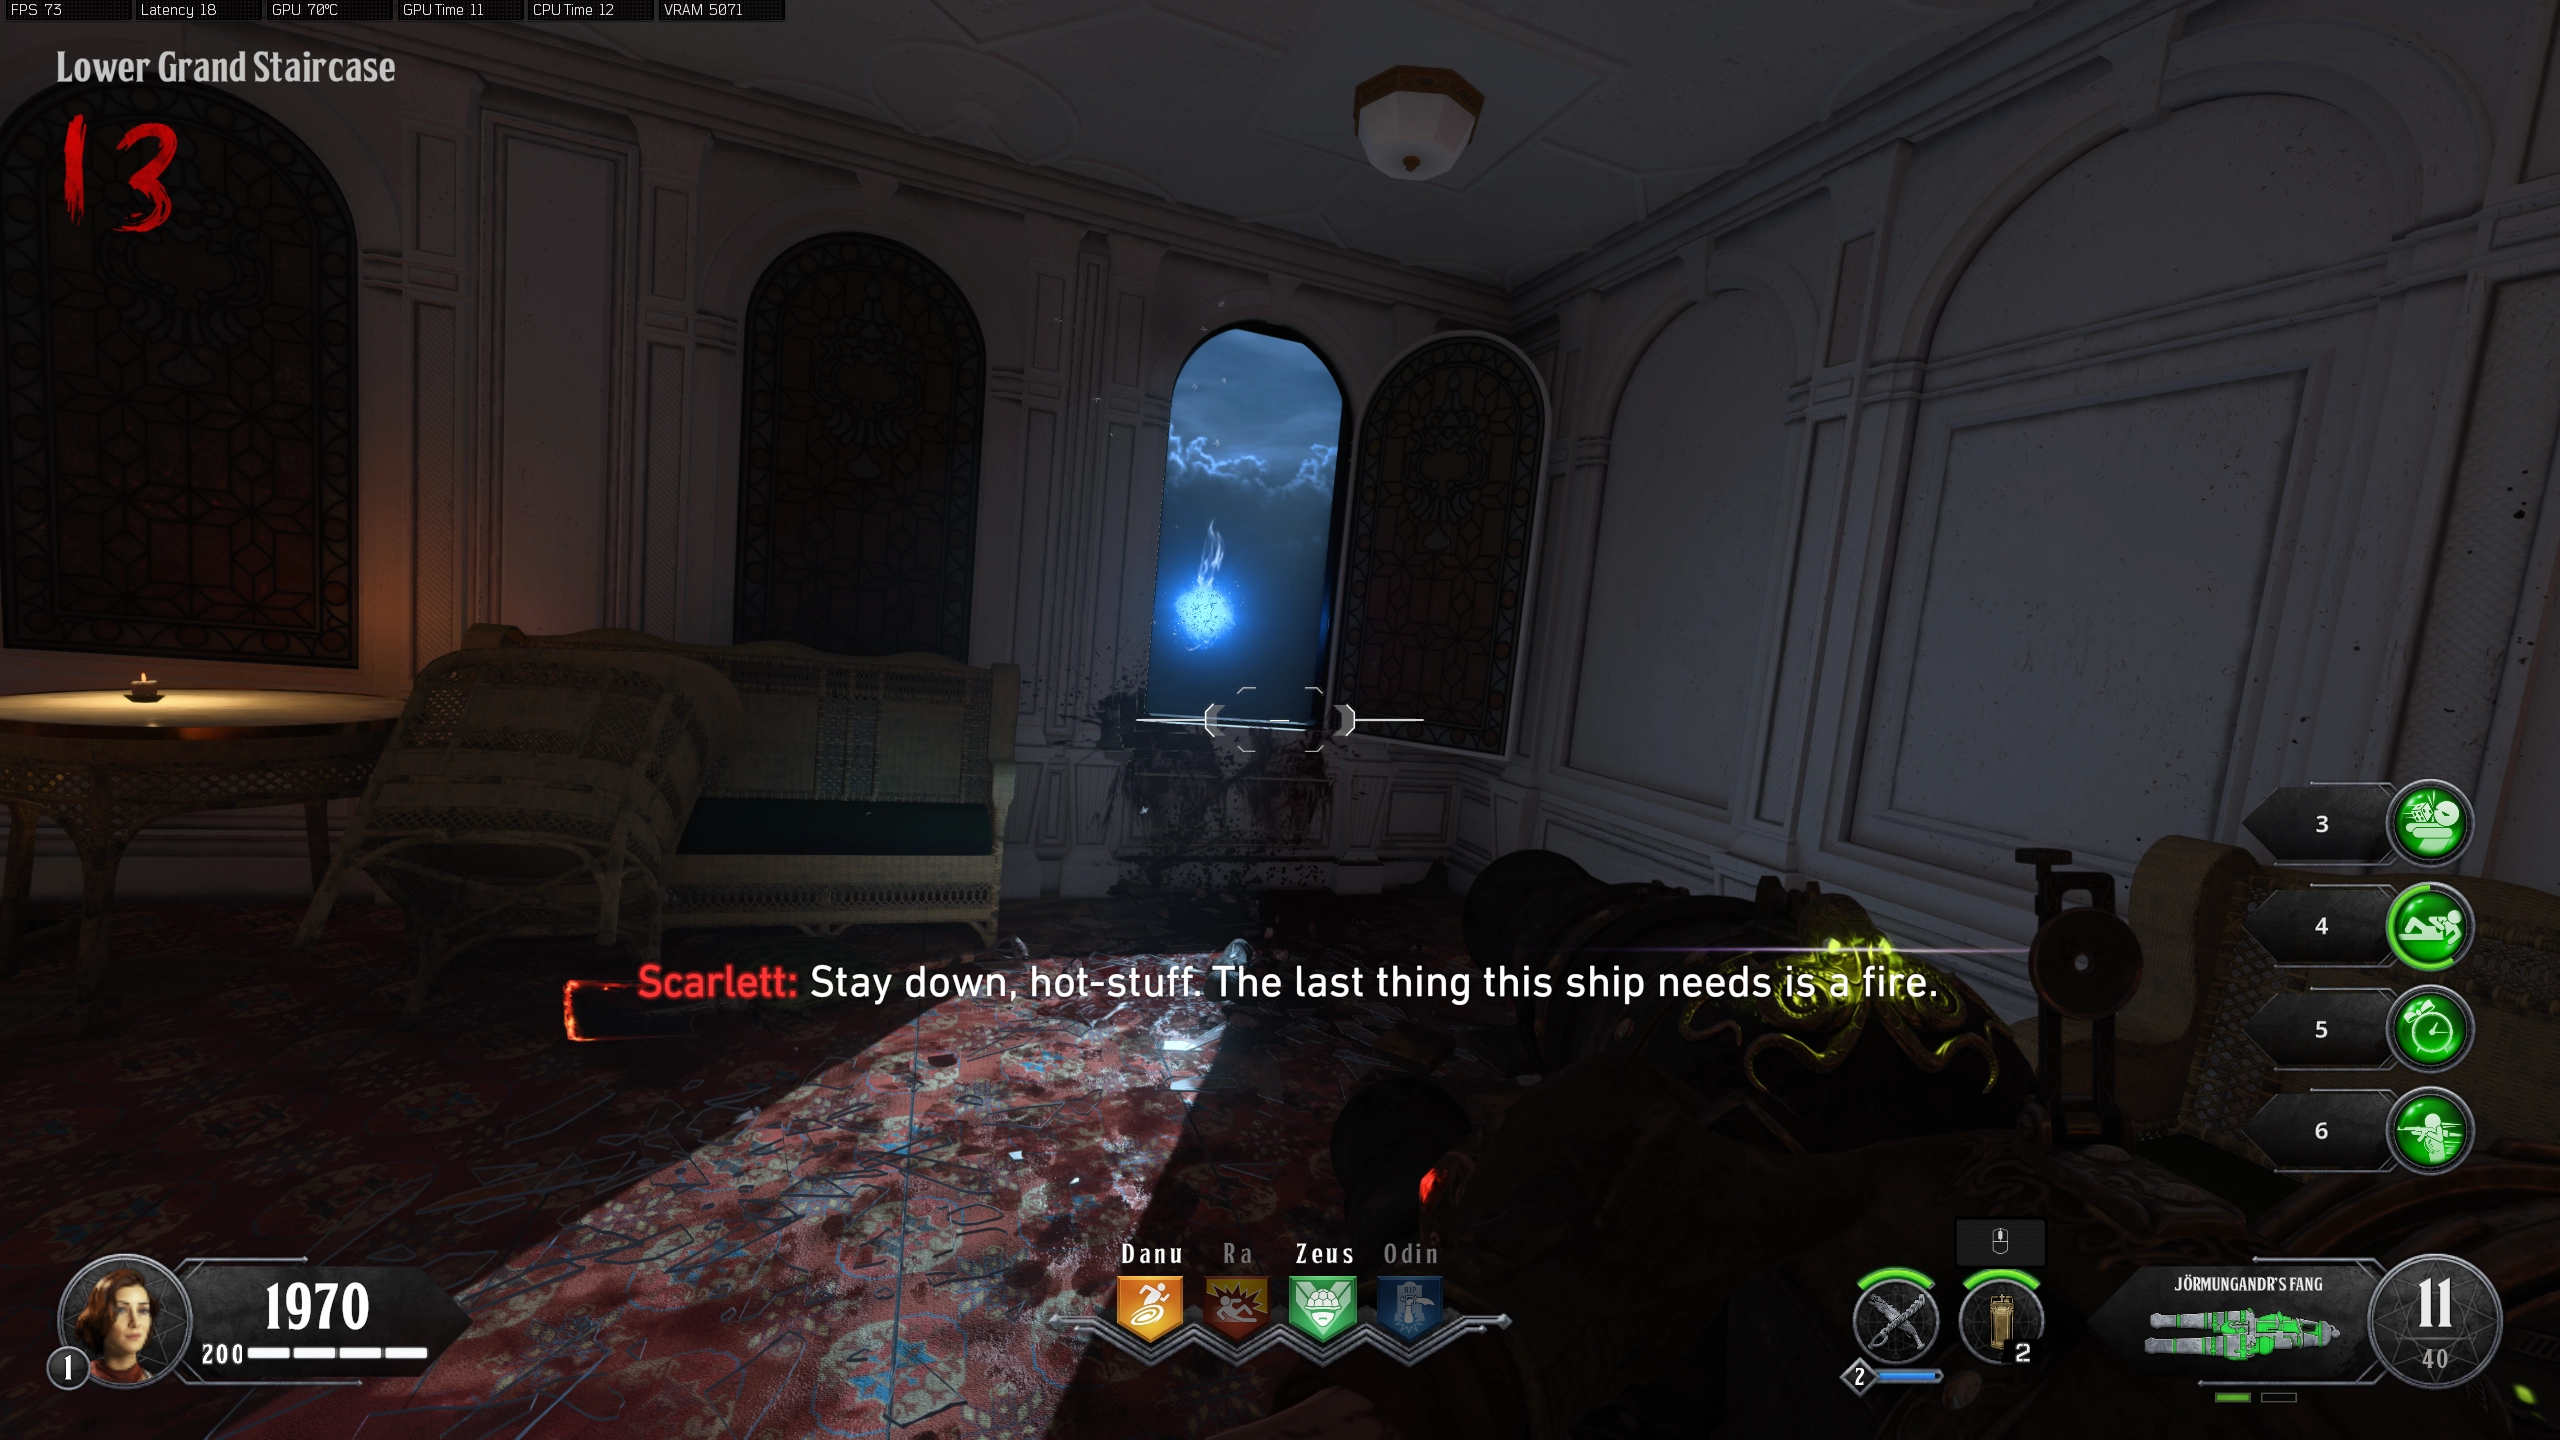 FPS 73 Latency 18 GPU 70°C GPU Time 11 CPU Time 12 VRAM 5071
Lower Grand Staircase
13
3
4
Scarlett: Stay down, hot-stuff. The last thing this ship needs is a fire.
5
6
Danu Ra Zeus Odin
1970
200
1
2
2
JÖRMUNGANDR'S FANG
11
40